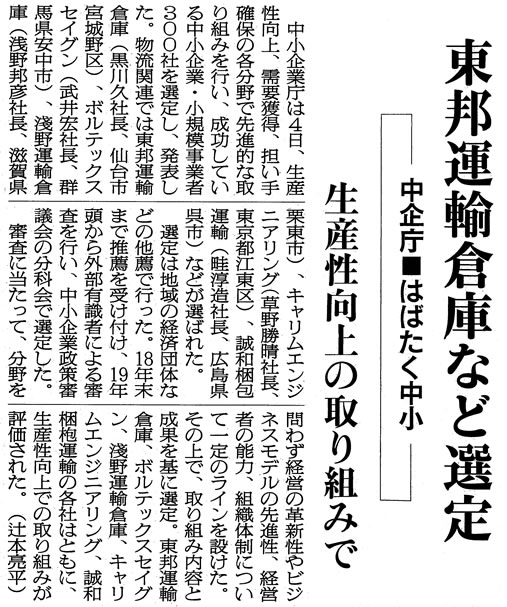 東邦運輸倉庫など選定
中企庁■はばたく中小
生産性向上の取り組みで
中小企業庁は4日、生産
性向上、需要獲得、担い手
確保の各分野で先進的な取
り組みを行い、成功してい
る中小企業・小規模事業者
300社を選定し、発表し
た。物流関連では東邦運輸
倉庫(黒川久社長、仙台市
宮城野区)、ボルテックス
セイグン(武井宏社長、群
馬県安中市)、淺野運輸倉
庫(浅野邦彦社長、滋賀県
栗東市)、キャリムエンジ
ニアリング(草野勝晴社長、
東京都江東区)、誠和梱包
運輸(畦淳造社長、広島県
呉市)などが選ばれた。
選定は地域の経済団体な
どの他薦で行った。18年末
まで推薦を受け付け、19年
頭から外部有識者による審
査を行い、中小企業政策審
議会の分科会で選定した。
審査に当たって、分野を
問わず経営の革新性やビジ
ネスモデルの先進性、経営
者の能力、組織体制につい
て一定のラインを設けた。
その上で、取り組み内容と
成果を基に選定。東邦運輸
倉庫、ボルテックスセイグ
ン、淺野運輸倉庫、キャリ
ムエンジニアリング、誠和
梱枹運輸の各社はともに、
生産性向上での取り組みが
評価された。(辻本亮平)